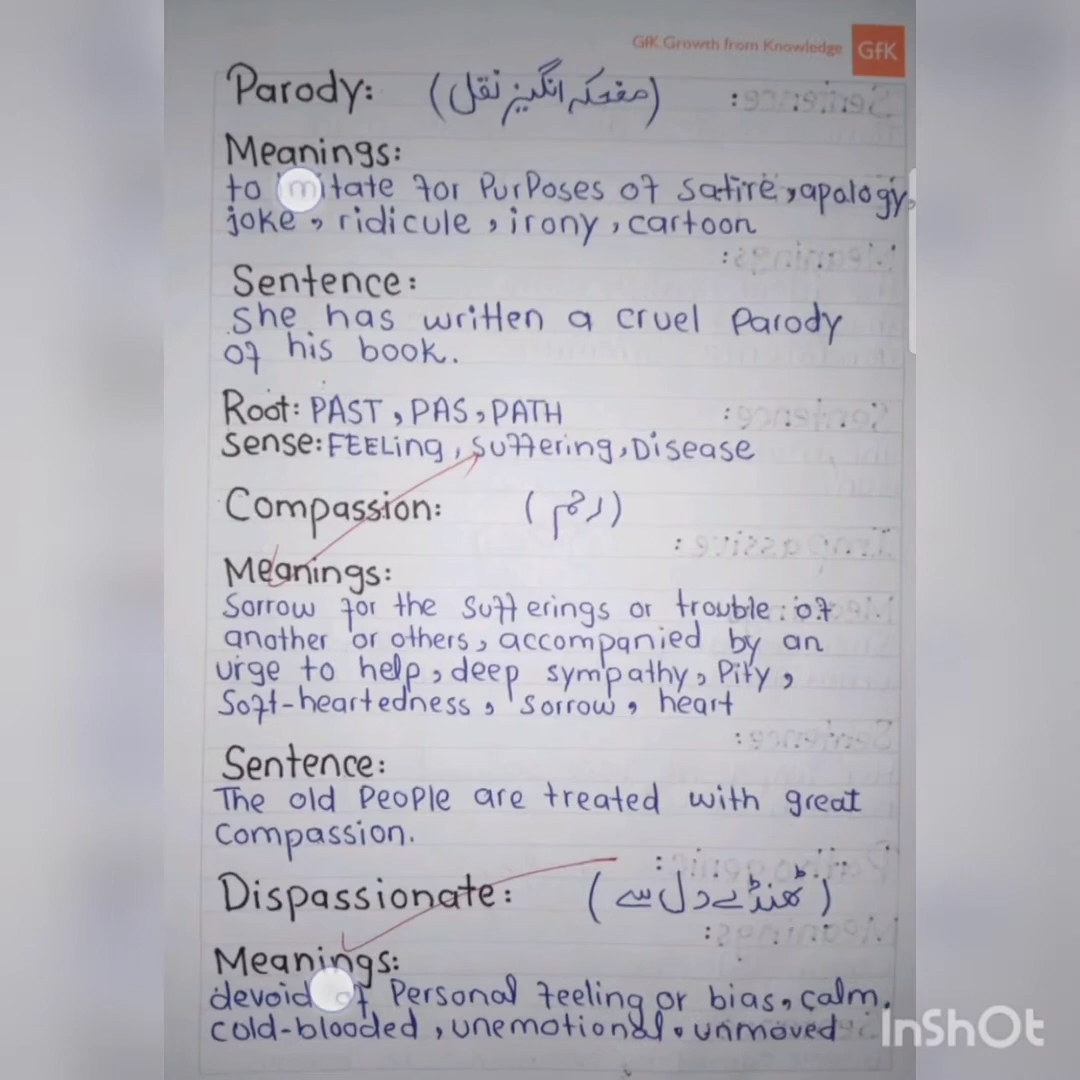 GfK Growth from Knowledge GfK
Parody: (مضحکہ انگیز نقل)
Meanings:
to imitate for Purposes of satire, apology,
joke, ridicule, irony, cartoon
Sentence:
She has written a cruel Parody
of his book.
Root: PAST, PAS, PATH
Sense: FEELing, Suffering, Disease
Compassion: (رحم)
Meanings:
Sorrow for the sufferings or trouble of
another or others, accompanied by an
urge to help, deep sympathy, Pity,
Soft-heartedness, sorrow, heart
Sentence:
The old People are treated with great
Compassion.
Dispassionate: (ٹھنڈے دل سے)
Meanings:
devoid of Personal feeling or bias, calm,
cold-blooded, unemotional, unmoved
InShOt